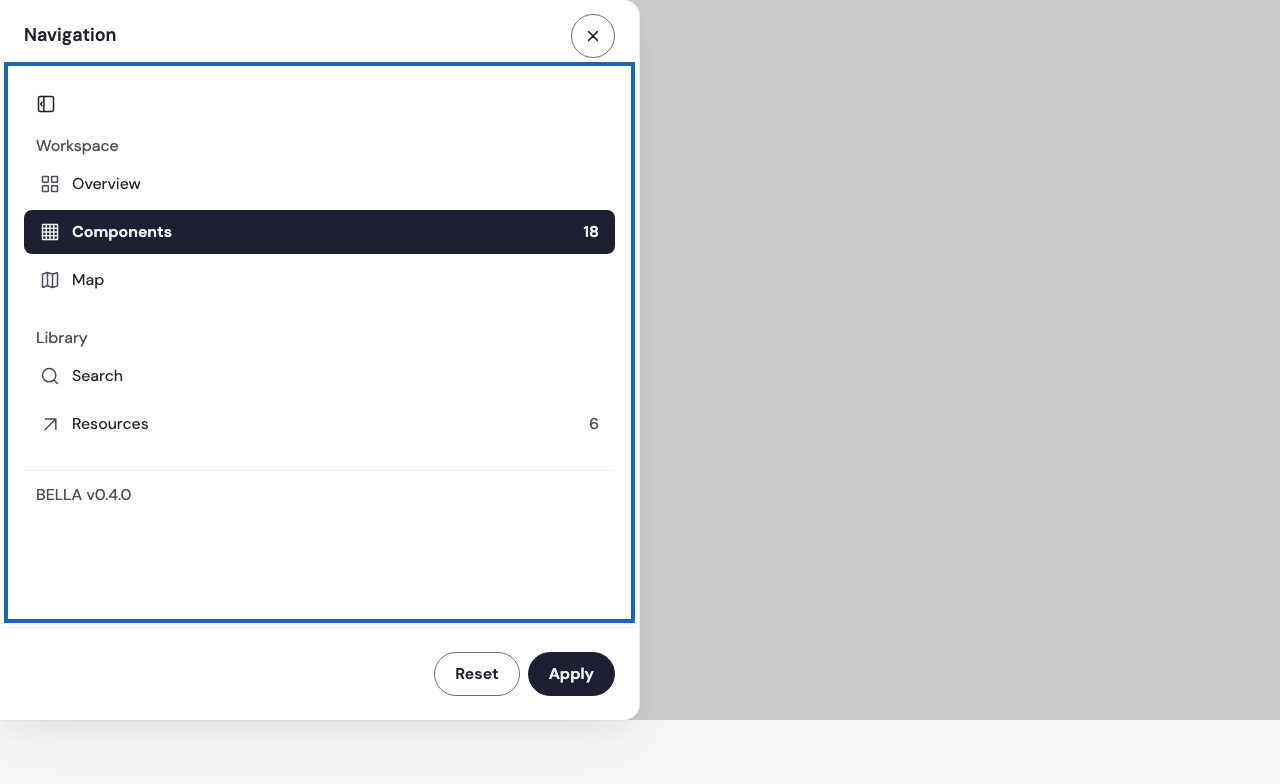 Navigation
Workspace
Overview
Components 18
Map
Library
Search
Resources 6
BELLA v0.4.0
Reset Apply